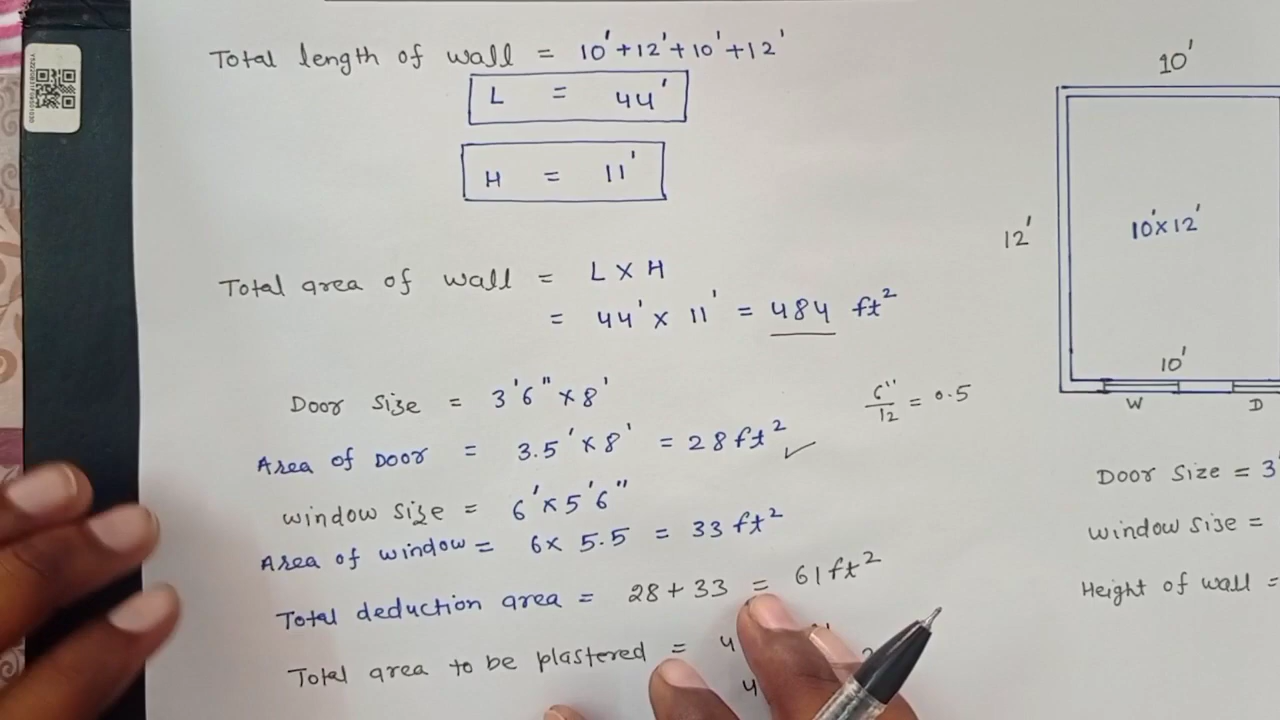 Total length of wall = 10'+12'+10'+12'
L = 44'
H = 11'
Total area of wall = L x H
= 44' x 11' = 484 ft²
Door Size = 3'6" x 8'
6"/12 = 0.5
Area of Door = 3.5' x 8' = 28 ft² ✓
window size = 6' x 5'6"
Area of window = 6 x 5.5 = 33 ft²
Total deduction area = 28 + 33 = 61 ft²
Total area to be plastered = 4
4
10'
12'
10' x 12'
10'
W D
Door Size = 3'
Window Size =
Height of wall =